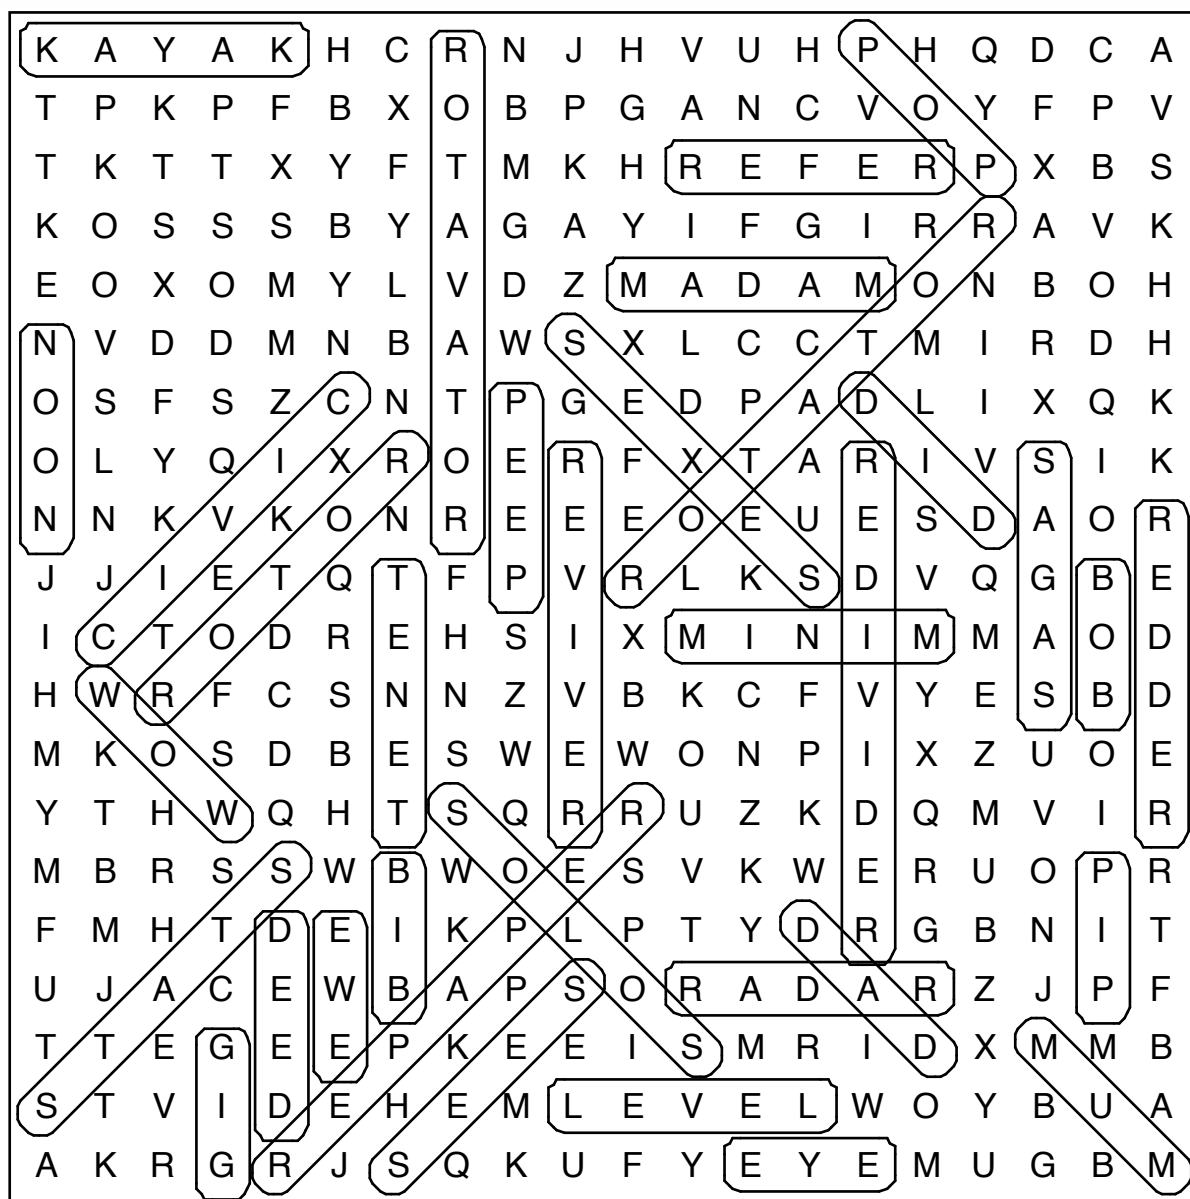 K A Y A K H C R N J H V U H P H Q D C A
T P K P F B X O B P G A N C V O Y F P V
T K T T X Y F T M K H R E F E R P X B S
K O S S S B Y A G A Y I F G I R R A V K
E O X O M Y L V D Z M A D A M O N B O H
N V D D M N B A W S X L C C T M I R D H
O S F S Z C N T P G E D P A D L I X Q K
O L Y Q I X R O E R F X T A R I V S I K
N N K V K O N R E E E O E U E S D A O R
J J I E T Q T F P V R L K S D V Q G B E
I C T O D R E H S I X M I N I M M A O D
H W R F C S N N Z V B K C F V Y E S B D
M K O S D B E S W E W O N P I X Z U O E
Y T H W Q H T S Q R R U Z K D Q M V I R
M B R S S W B W O E S V K W E R U O P R
F M H T D E I K P L P T Y D R G B N I T
U J A C E W B A P S O R A D A R Z J P F
T T E G E E P K E E I S M R I D X M M B
S T V I D E H E M L E V E L W O Y B U A
A K R G R J S Q K U F Y E Y E M U G B M